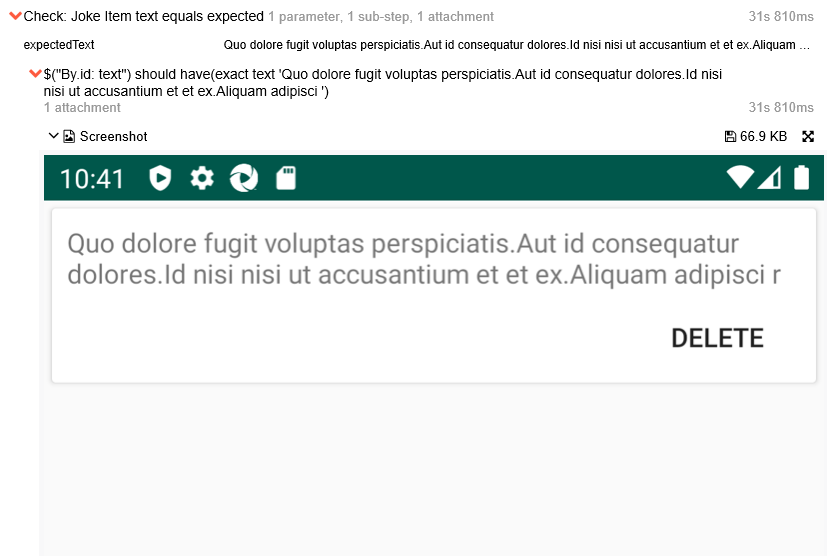 Check: Joke Item text equals expected 1 parameter, 1 sub-step, 1 attachment 31s 810ms
expectedText Quo dolore fugit voluptas perspiciatis.Aut id consequatur dolores.Id nisi nisi ut accusantium et et ex.Aliquam ...
$("By.id: text") should have(exact text 'Quo dolore fugit voluptas perspiciatis.Aut id consequatur dolores.Id nisi
nisi ut accusantium et et ex.Aliquam adipisci ')
1 attachment 31s 810ms
Screenshot 66.9 KB
10:41
Quo dolore fugit voluptas perspiciatis.Aut id consequatur
dolores.Id nisi nisi ut accusantium et et ex.Aliquam adipisci r
DELETE